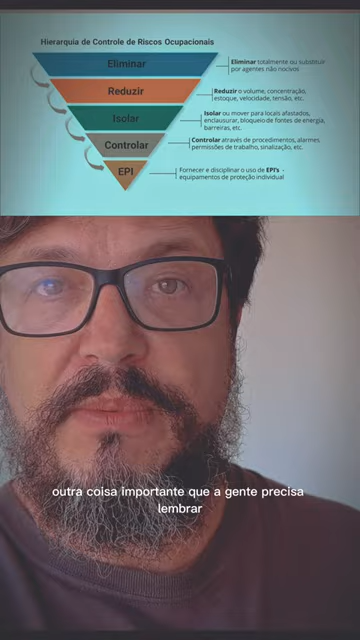 Hierarquia de Controle de Riscos Ocupacionais
Eliminar
Eliminar totalmente ou substituir
por agentes não nocivos
Reduzir
Reduzir o volume, concentração,
estoque, velocidade, tensão, etc.
Isolar
Isolar ou mover para locais afastados,
enclausurar, bloqueio de fontes de energia,
barreiras, etc.
Controlar
Controlar através de procedimentos, alarmes
permissões de trabalho, sinalização, etc.
EPI
Fornecer e disciplinar o uso de EPI's -
equipamentos de proteção individual
outra coisa importante que a gente precisa
lembrar